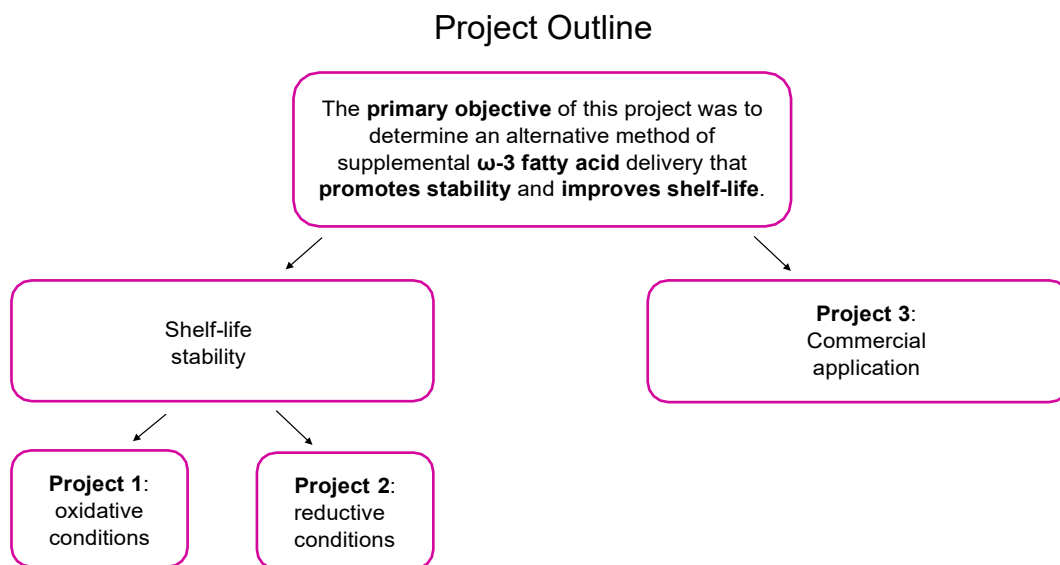 Project Outline
The primary objective of this project was to
determine an alternative method of
supplemental ω-3 fatty acid delivery that
promotes stability and improves shelf-life.
Shelf-life
stability
Project 3:
Commercial
application
Project 1:
oxidative
conditions
Project 2:
reductive
conditions